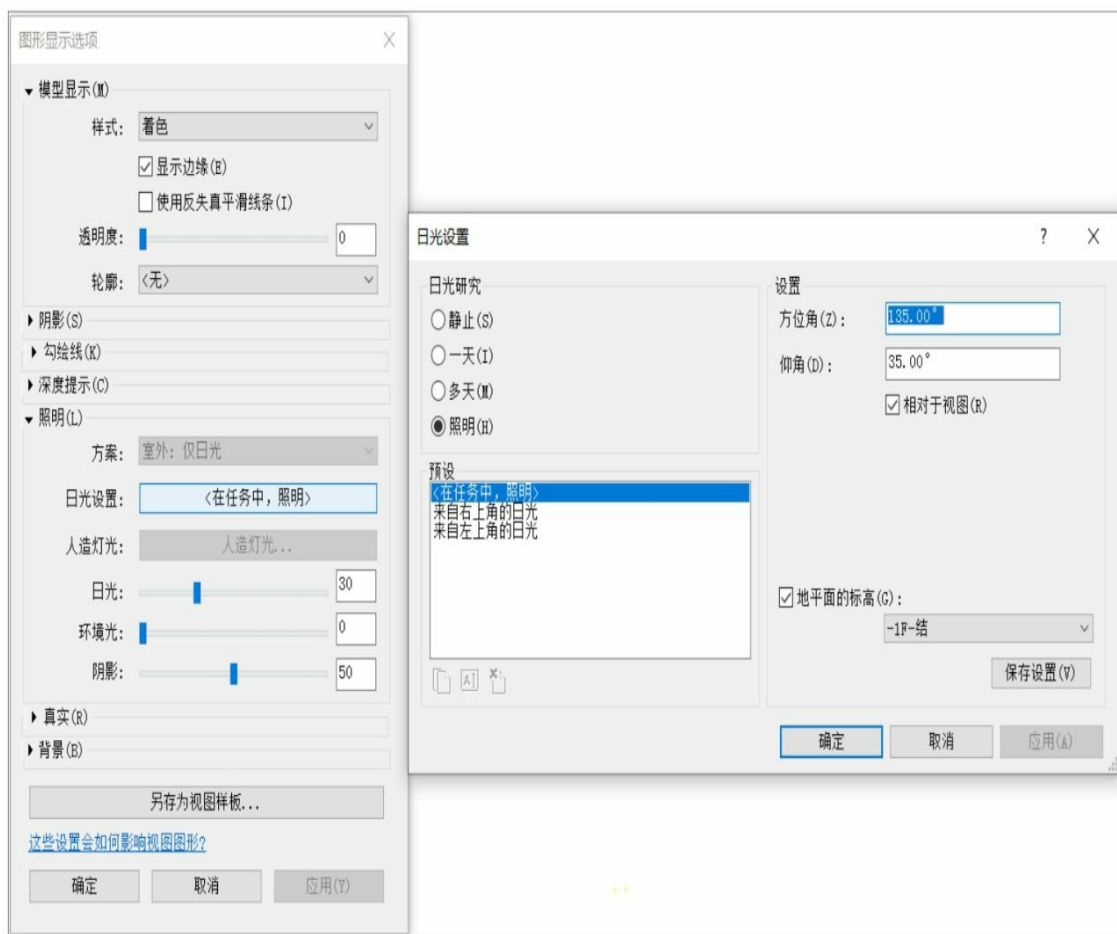 图形显示选项
模型显示(M)
样式: 着色
显示边缘(E)
使用反失真平滑线条(I)
透明度: 0
轮廓: <无>
阴影(S)
勾绘线(K)
深度提示(C)
照明(L)
方案: 室外: 仅日光
日光设置: <在任务中, 照明>
人造灯光: 人造灯光...
日光: 30
环境光: 0
阴影: 50
真实(R)
背景(B)
另存为视图样板...
这些设置会如何影响视图图形?
确定 取消 应用(Y)
日光设置 ?
日光研究
静止(S)
一天(I)
多天(M)
照明(H)
预设
<在任务中, 照明>
来自右上角的日光
来自左上角的日光
设置
方位角(Z): 135.00°
仰角(D): 35.00°
相对于视图(R)
地平面的标高(G):
-1F-结
保存设置(V)
确定 取消 应用(A)